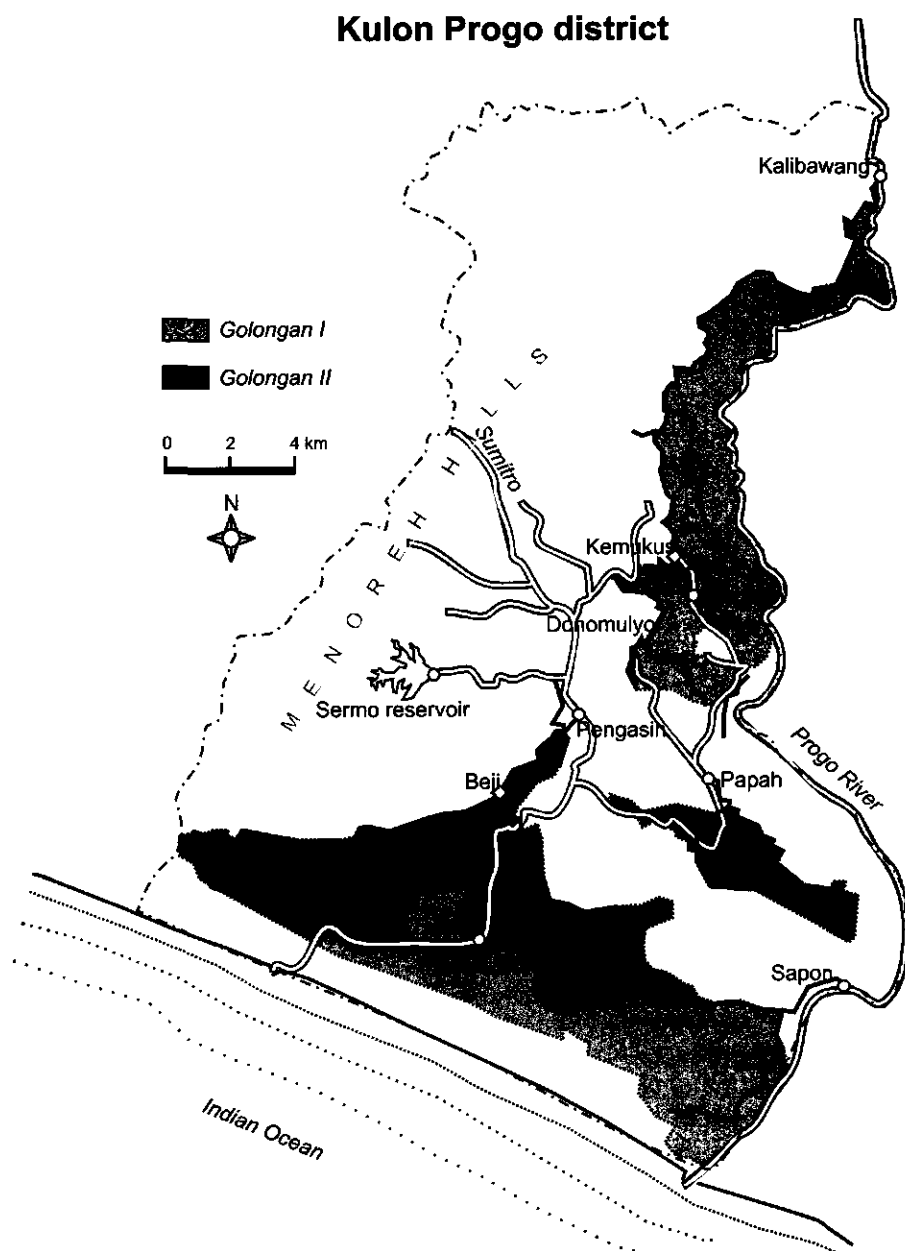 Kulon Progo district
Kalibawang
Golongan I
Golongan II
0 2 4 km
N
MENOREH HILLS
Sumitro
Kemukus
Donomulyo
Sermo reservoir
Pengasih
Beji
Papah
Progo River
Sapon
Indian Ocean